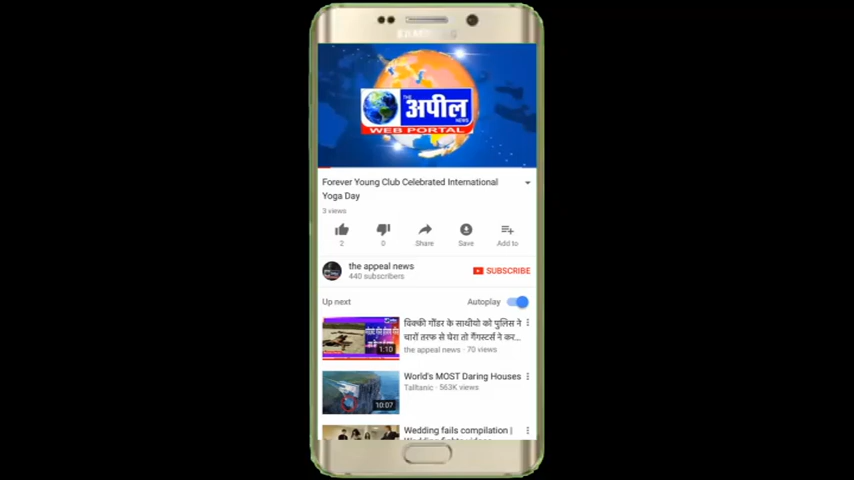 SAMSUNG
THE
अपील
NEWS
WEB PORTAL
Forever Young Club Celebrated International
Yoga Day
3 views
2
0
Share
Save
Add to
the appeal news
440 subscribers
SUBSCRIBE
Up next
Autoplay
विक्की गौंडर के साथीयो को पुलिस ने
चारों तरफ से घेरा तो गैंगस्टर्स ने कर...
the appeal news · 70 views
1:10
World's MOST Daring Houses
Talltanic · 563K views
10:07
Wedding fails compilation |